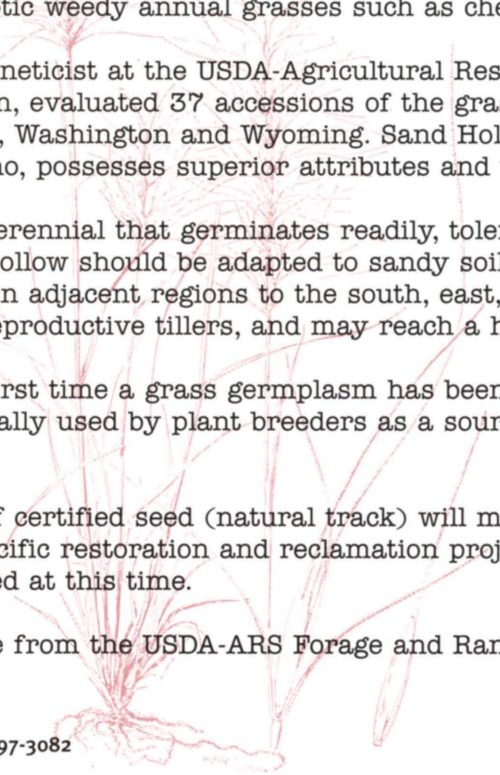 tic weedy annual grasses such as che
neticist at the USDA-Agricultural Res
n, evaluated 37 accessions of the gra
, Washington and Wyoming. Sand Hol
no, possesses superior attributes and
erennial that germinates readily, toler
ollow should be adapted to sandy soil
n adjacent regions to the south, east,
eproductive tillers, and may reach a h
rst time a grass germplasm has been
ally used by plant breeders as a sour
f certified seed (natural track) will m
cific restoration and reclamation proj
ed at this time.
e from the USDA-ARS Forage and Ran
97-3082